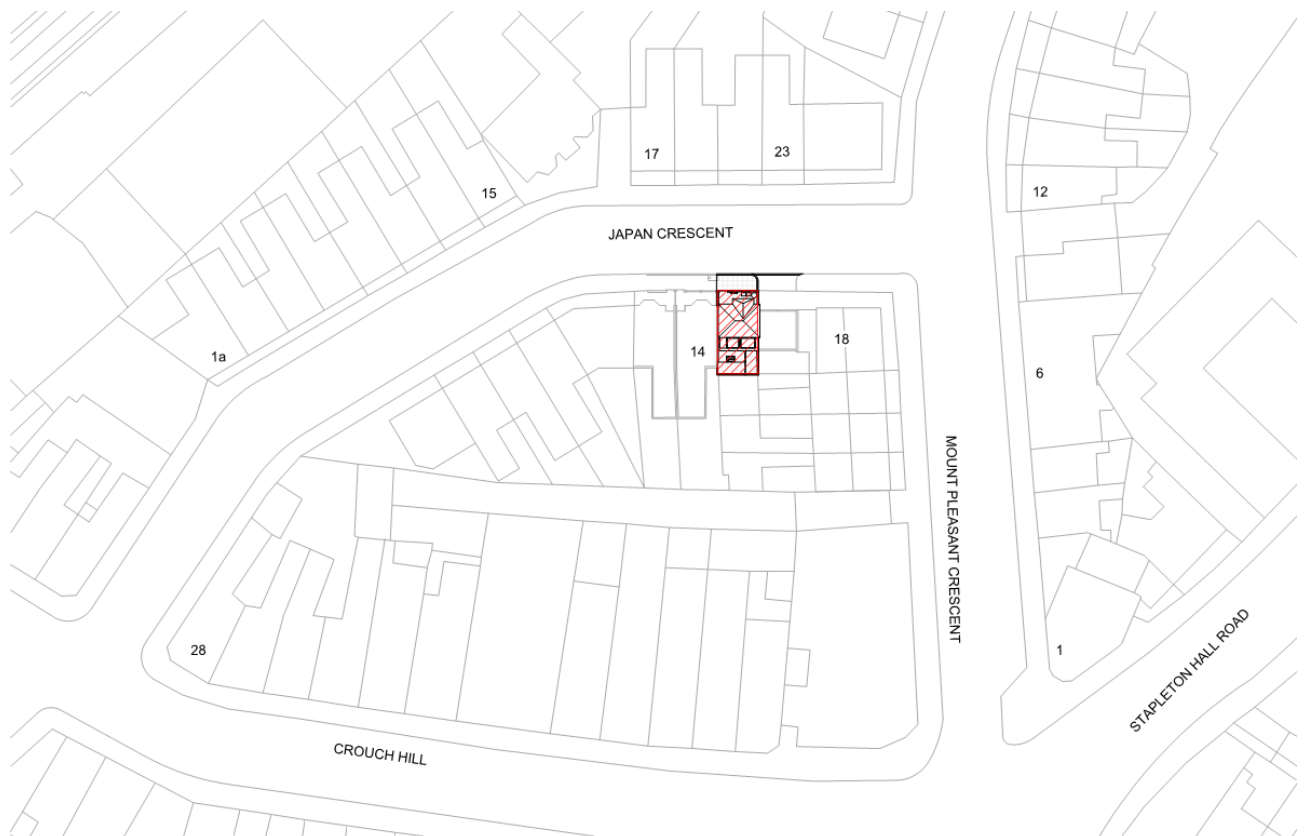 17
23
15
12
JAPAN CRESCENT
1a
14
18
6
MOUNT PLEASANT CRESCENT
28
1
STAPLETON HALL ROAD
CROUCH HILL